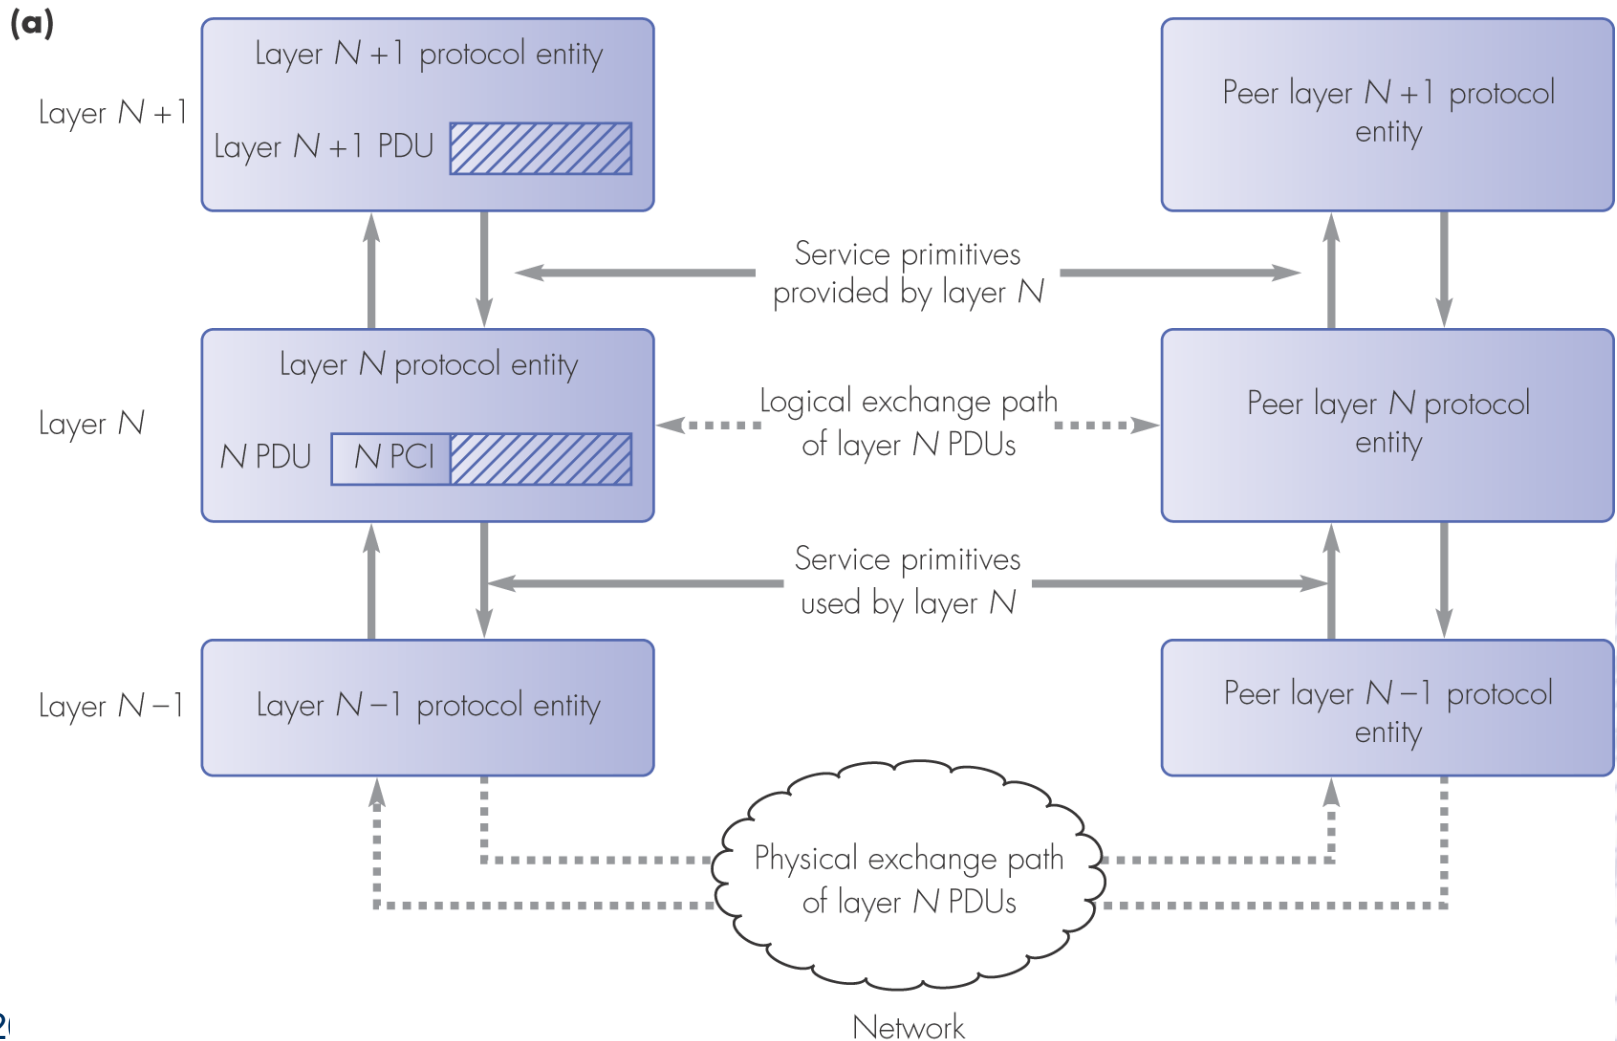 (a)
Layer N +1 protocol entity
Layer N +1
Layer N +1 PDU
Peer layer N +1 protocol
entity
Service primitives
provided by layer N
Layer N protocol entity
Layer N
N PDU
N PCI
Logical exchange path
of layer N PDUs
Peer layer N protocol
entity
Service primitives
used by layer N
Layer N –1
Layer N –1 protocol entity
Peer layer N –1 protocol
entity
Physical exchange path
of layer N PDUs
Network